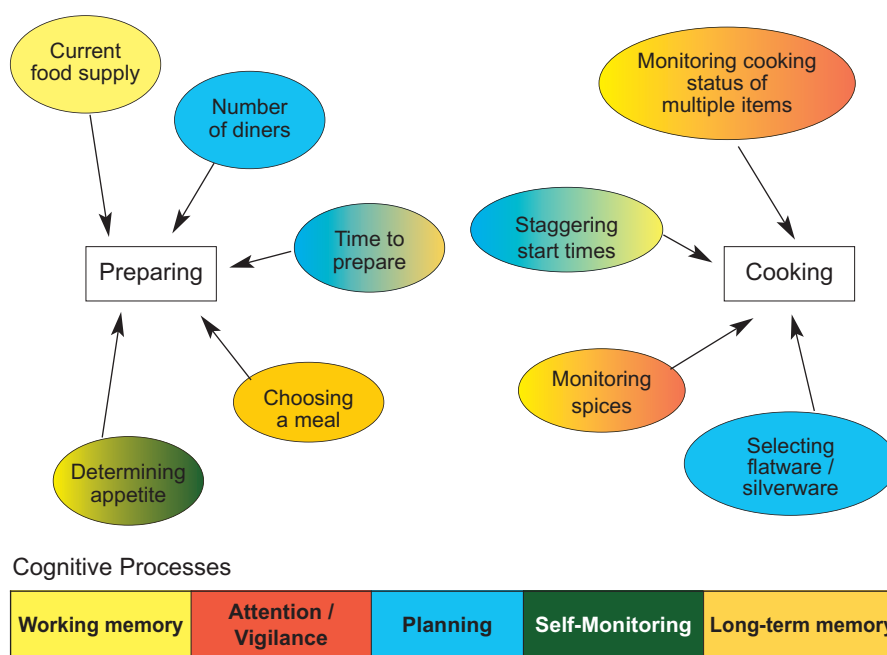 Current
food supply
Number
of diners
Time to
prepare
Preparing
Choosing
a meal
Determining
appetite
Monitoring cooking
status of
multiple items
Staggering
start times
Cooking
Monitoring
spices
Selecting
flatware /
silverware
Cognitive Processes
Working memory
Attention /
Vigilance
Planning
Self-Monitoring
Long-term memory